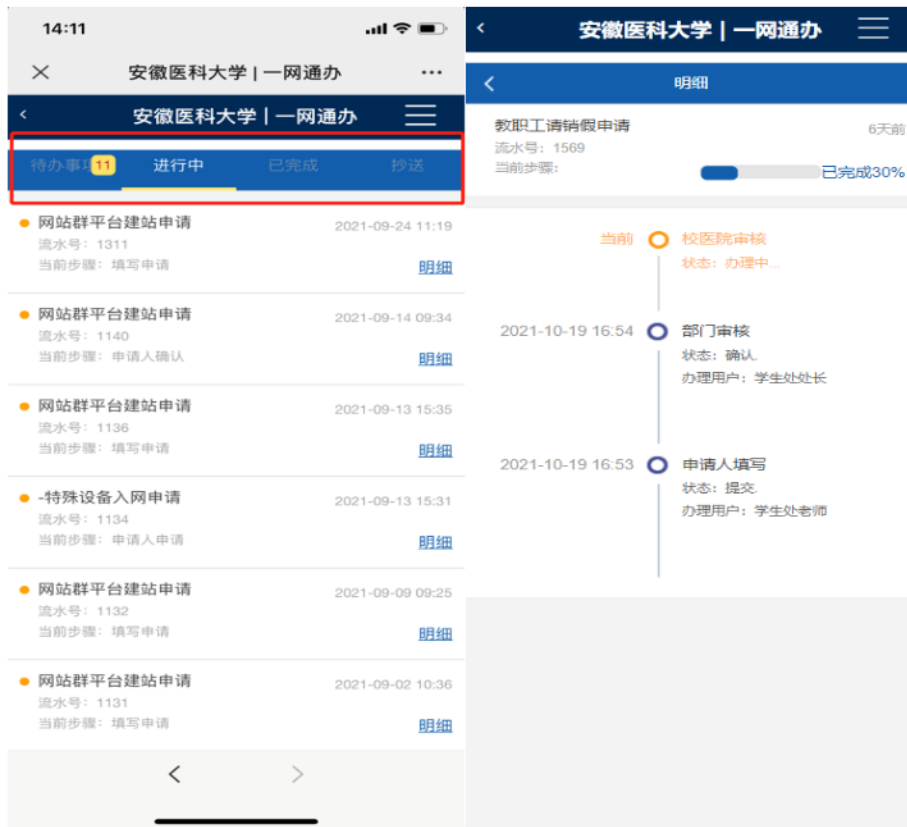 14:11
安徽医科大学 | 一网通办
安徽医科大学 | 一网通办
待办事项 11 进行中 已完成 抄送
网站群平台建站申请 2021-09-24 11:19
流水号: 1311
当前步骤: 填写申请 明细
网站群平台建站申请 2021-09-14 09:34
流水号: 1140
当前步骤: 申请人确认 明细
网站群平台建站申请 2021-09-13 15:35
流水号: 1136
当前步骤: 填写申请 明细
-特殊设备入网申请 2021-09-13 15:31
流水号: 1134
当前步骤: 申请人申请 明细
网站群平台建站申请 2021-09-09 09:25
流水号: 1132
当前步骤: 填写申请 明细
网站群平台建站申请 2021-09-02 10:36
流水号: 1131
当前步骤: 填写申请 明细
安徽医科大学 | 一网通办
明细
教职工请销假申请 6天前
流水号: 1569
当前步骤: 已完成30%
当前 校医院审核
状态: 办理中...
2021-10-19 16:54 部门审核
状态: 确认.
办理用户: 学生处处长
2021-10-19 16:53 申请人填写
状态: 提交.
办理用户: 学生处老师